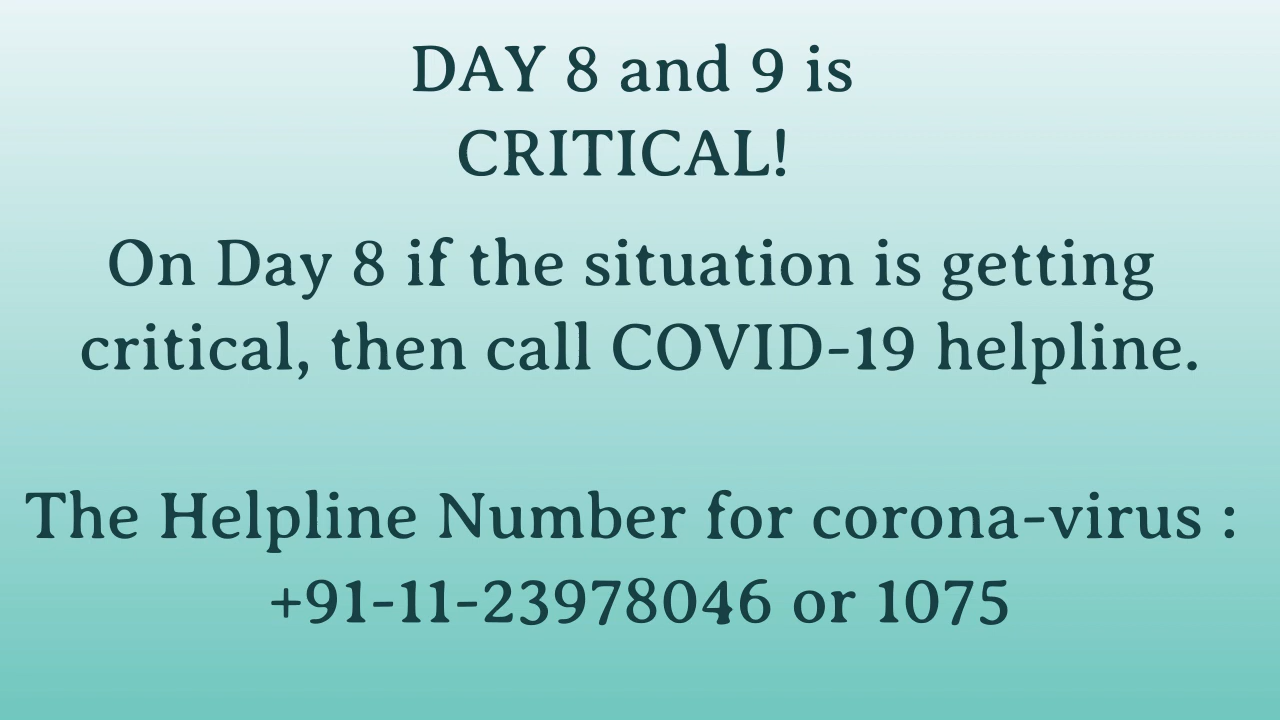 DAY 8 and 9 is
CRITICAL!
On Day 8 if the situation is getting
critical, then call COVID-19 helpline.
The Helpline Number for corona-virus :
+91-11-23978046 or 1075